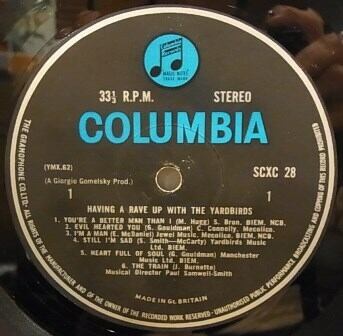 MAGIC NOTES
TRADE MARK
33⅓ R.P.M. STEREO
COLUMBIA
(YMX.62) SCXC 28
1 1
(A Giorgio Gomelsky Prod.)
HAVING A RAVE UP WITH THE YARDBIRDS
1. YOU'RE A BETTER MAN THAN I (M. Hugg) S. Bron, BIEM, NCB.
2. EVIL HEARTED YOU (G. Gouldman) C. Connelly, Mecolico.
3. I'M A MAN (E. McDaniel) Jewel Music, Mecolico, BIEM, NCB.
4. STILL I'M SAD (S. Smith—McCarty) Yardbirds Music
Ltd. BIEM.
5. HEART FULL OF SOUL (G. Gouldman) Manchester
Music Ltd. BIEM.
6. THE TRAIN (J. Burnette)
Musical Director Paul Samwell-Smith
MADE IN GT. BRITAIN
THE GRAMOPHONE CO. LTD. ALL RIGHTS OF THE MANUFACTURER AND OF THE OWNER OF THE RECORDED WORK RESERVED · UNAUTHORISED PUBLIC PERFORMANCE BROADCASTING AND COPYING OF THIS RECORD PROHIBITED